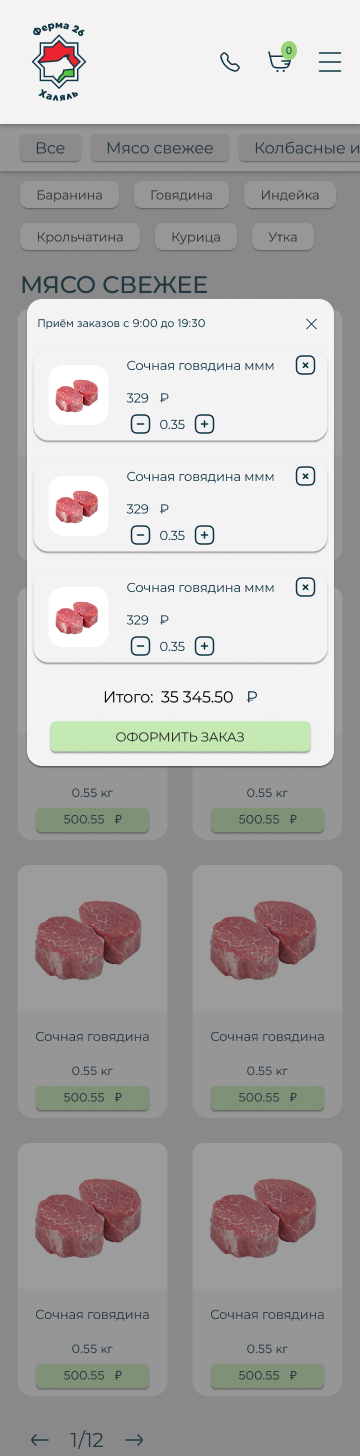 Ферма 26
Халяль
0
Все Мясо свежее Колбасные и
Баранина Говядина Индейка
Крольчатина Курица Утка
МЯСО СВЕЖЕЕ
Приём заказов с 9:00 до 19:30
Сочная говядина ммм
329 ₽
0.35
Сочная говядина ммм
329 ₽
0.35
Сочная говядина ммм
329 ₽
0.35
Итого: 35 345.50 ₽
ОФОРМИТЬ ЗАКАЗ
0.55 кг 0.55 кг
500.55 ₽ 500.55 ₽
Сочная говядина Сочная говядина
0.55 кг 0.55 кг
500.55 ₽ 500.55 ₽
Сочная говядина Сочная говядина
0.55 кг 0.55 кг
500.55 ₽ 500.55 ₽
1/12